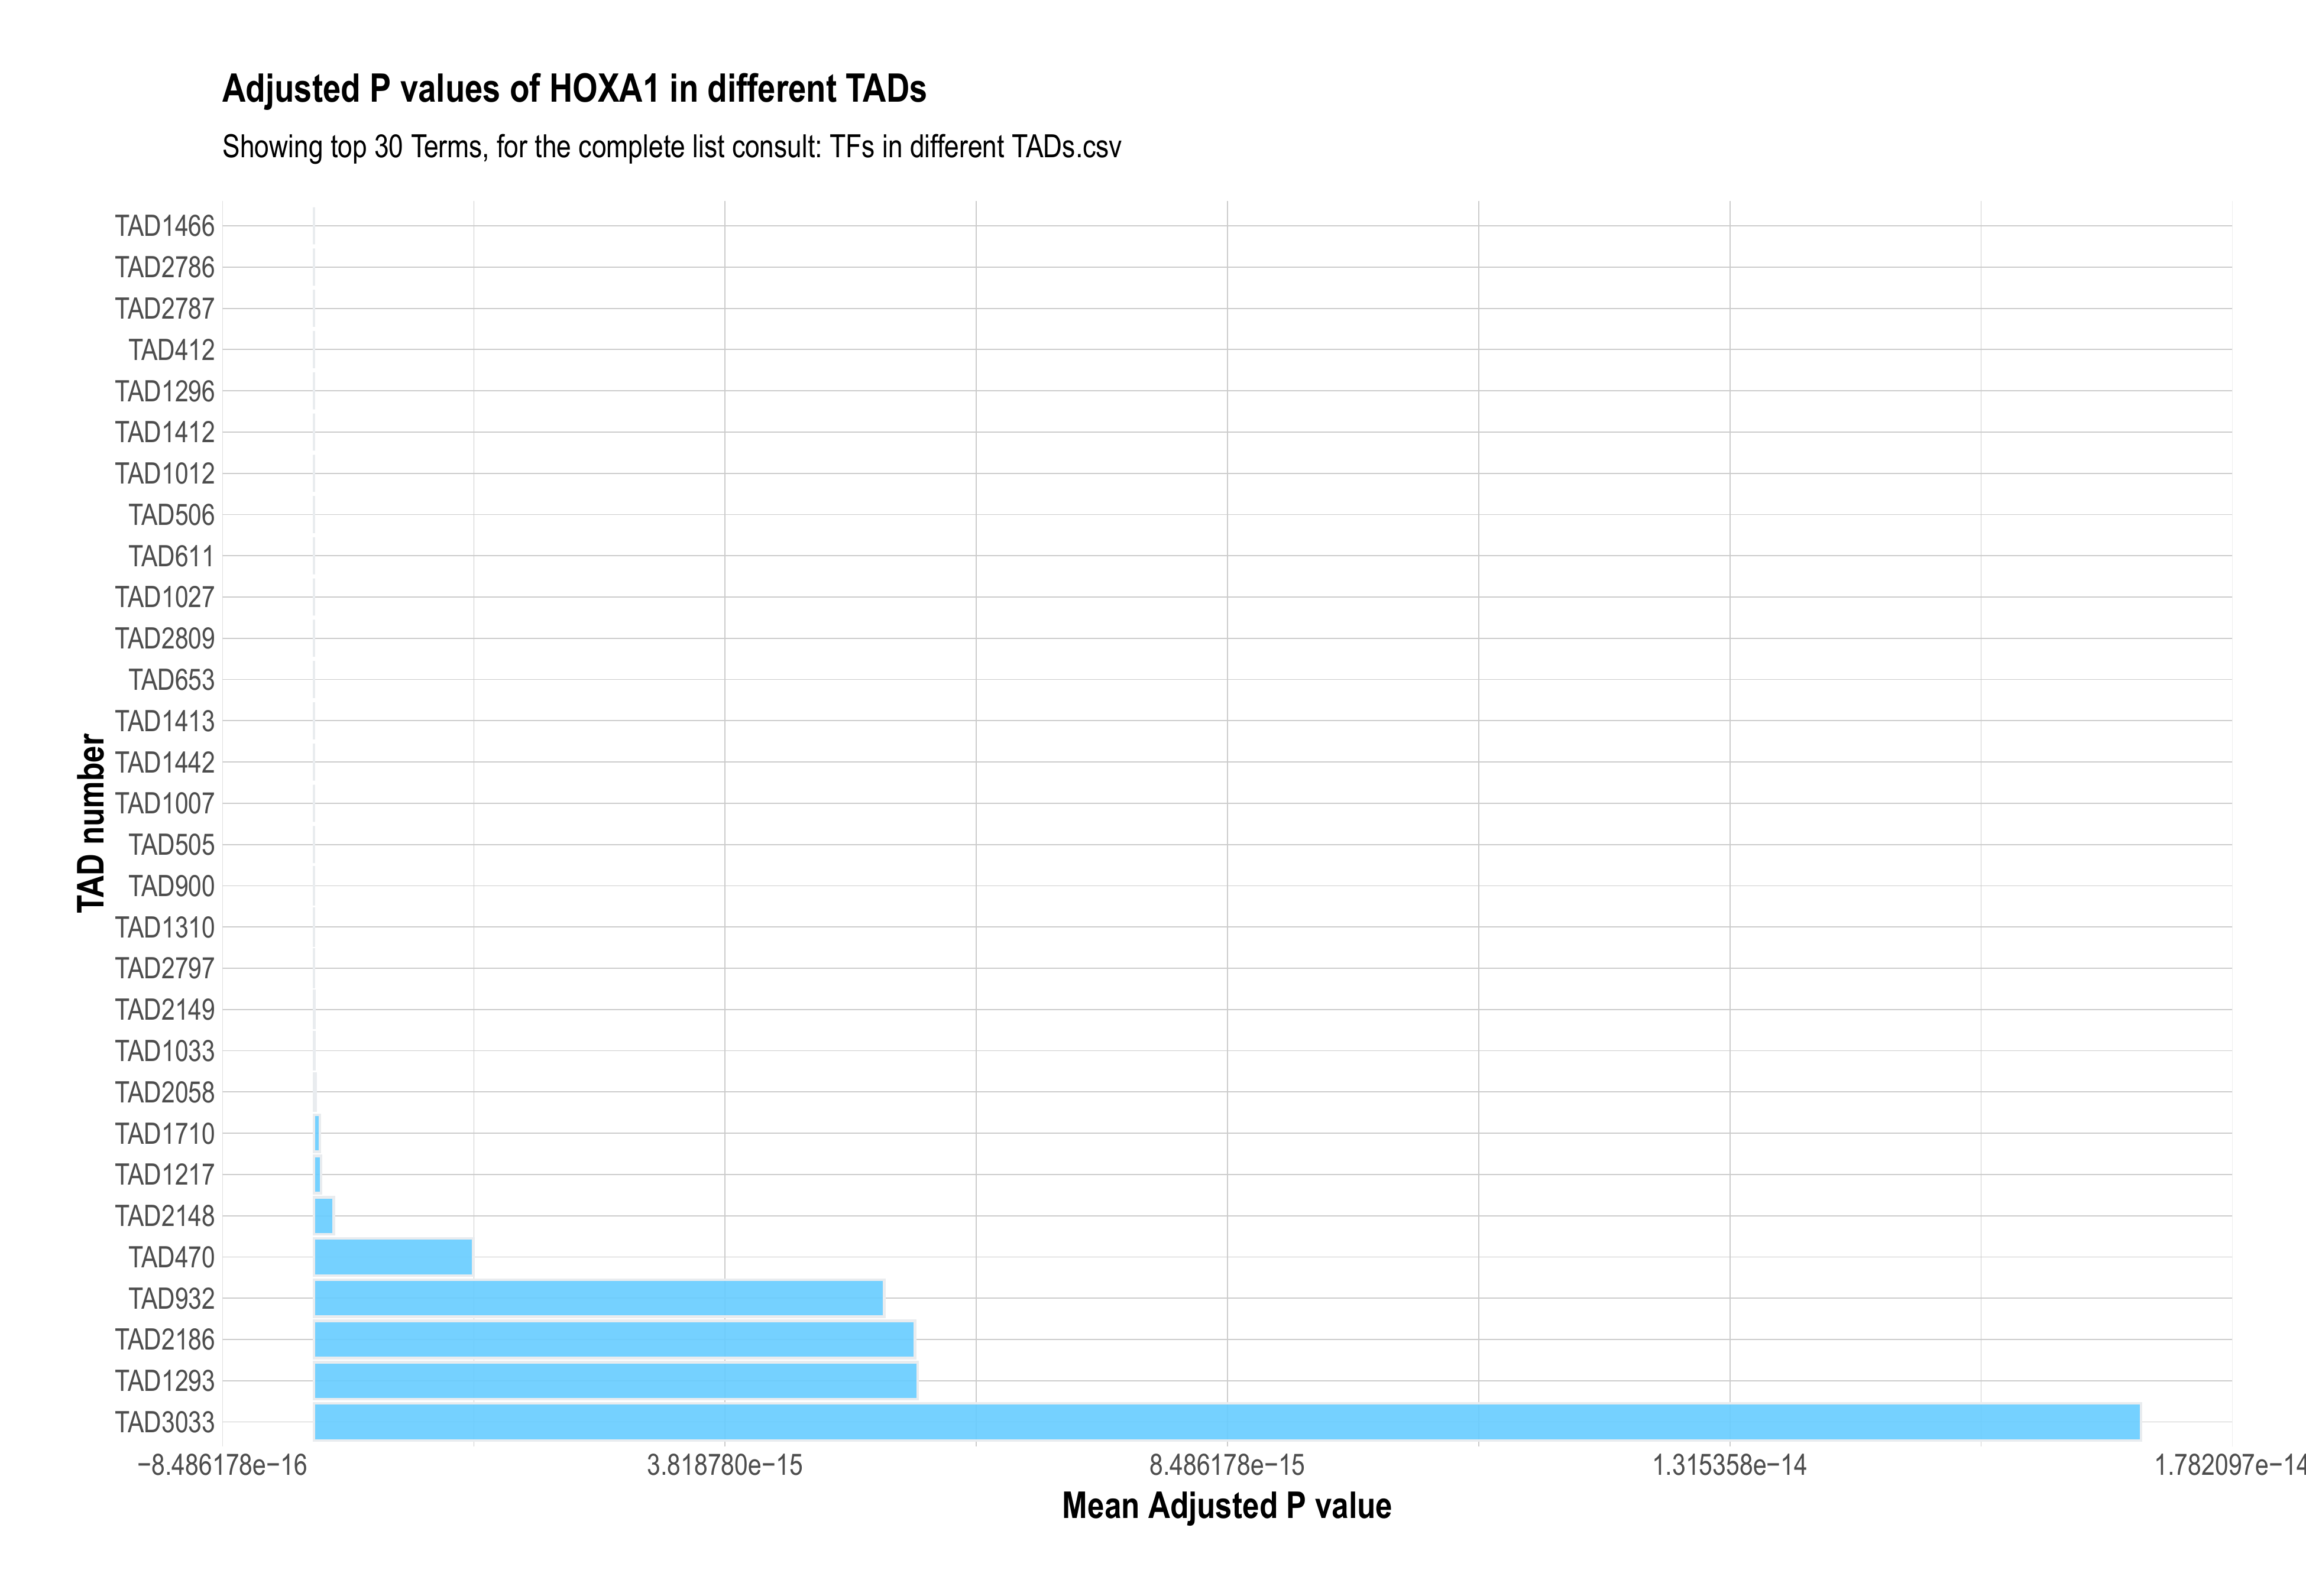 Adjusted P values of HOXA1 in different TADs
Showing top 30 Terms, for the complete list consult: TFs in different TADs.csv
TAD number
TAD1466
TAD2786
TAD2787
TAD412
TAD1296
TAD1412
TAD1012
TAD506
TAD611
TAD1027
TAD2809
TAD653
TAD1413
TAD1442
TAD1007
TAD505
TAD900
TAD1310
TAD2797
TAD2149
TAD1033
TAD2058
TAD1710
TAD1217
TAD2148
TAD470
TAD932
TAD2186
TAD1293
TAD3033
−8.486178e−16 3.818780e−15 8.486178e−15 1.315358e−14 1.782097e−14
Mean Adjusted P value